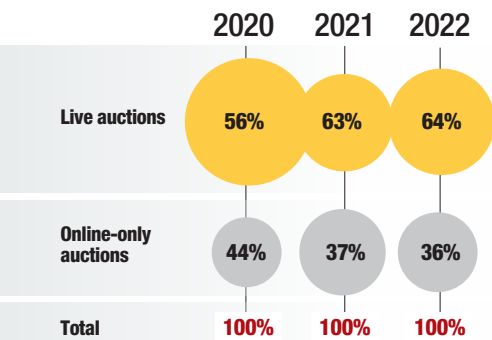 2020 2021 2022
Live auctions 56% 63% 64%
Online-only
auctions 44% 37% 36%
Total 100% 100% 100%